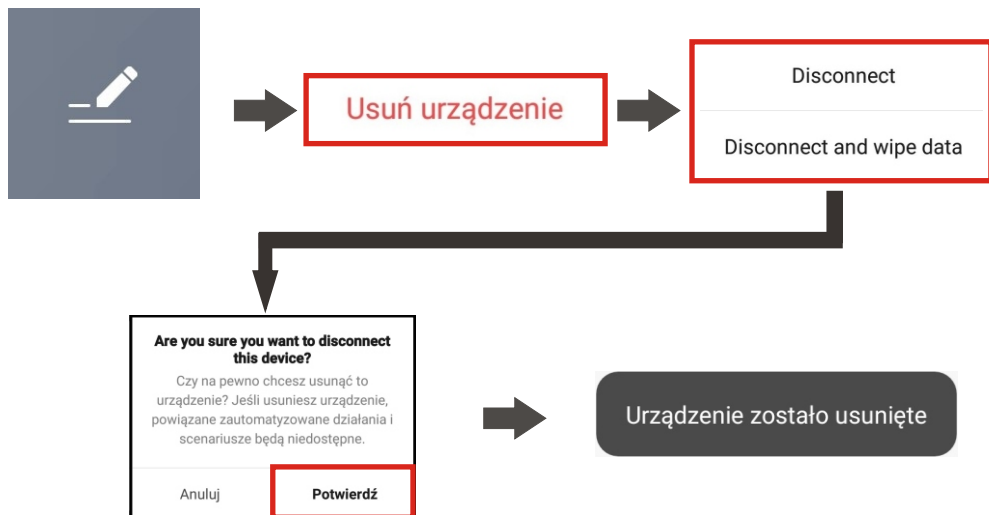 Usuń urządzenie
Disconnect
Disconnect and wipe data
Are you sure you want to disconnect
this device?
Czy na pewno chcesz usunąć to
urządzenie? Jeśli usuniesz urządzenie,
powiązane zautomatyzowane działania i
scenariusze będą niedostępne.
Anuluj
Potwierdź
Urządzenie zostało usunięte